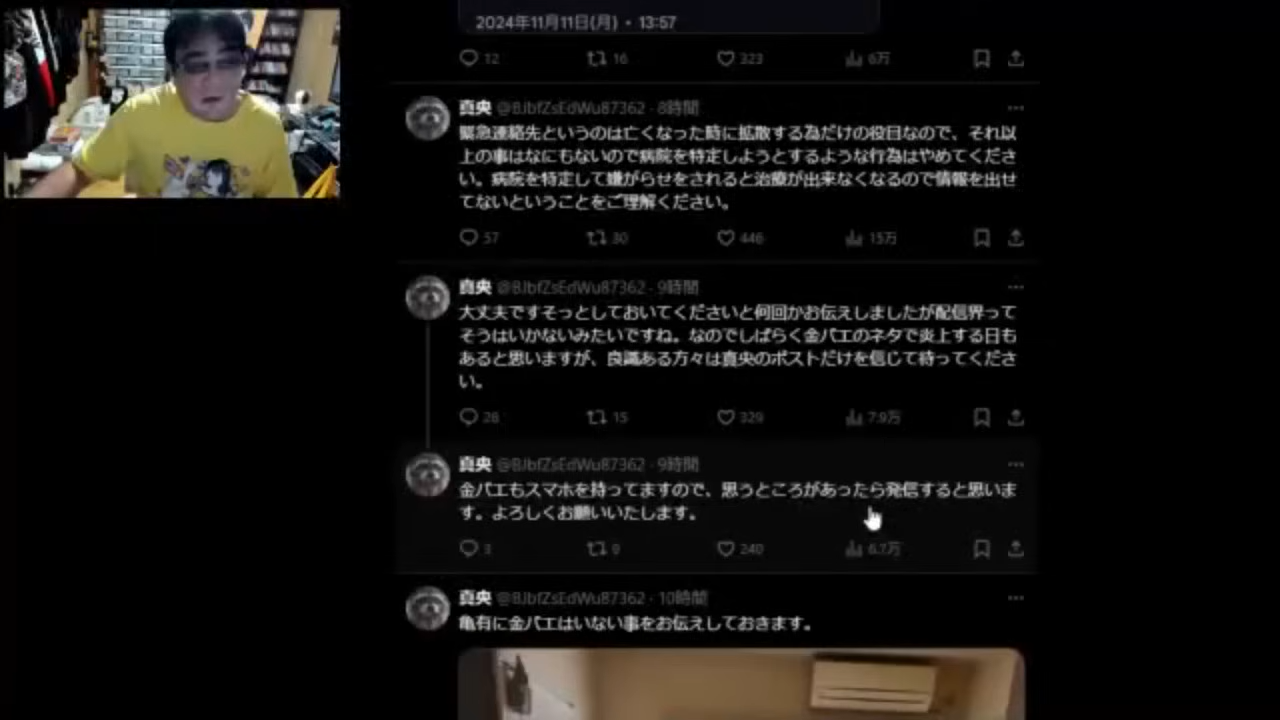 2024年11月11日(月) · 13:57
12 16 323 6万
真央 @BJbfZsEdWu87362 · 8時間
緊急連絡先というのは亡くなった時に拡散する為だけの役目なので、それ以
上の事はなにもないので病院を特定しようとするような行為はやめてくださ
い。病院を特定して嫌がらせをされると治療が出来なくなるので情報を出せ
てないということをご理解ください。
57 30 446 15万
真央 @BJbfZsEdWu87362 · 9時間
大丈夫ですそっとしておいてくださいと何回かお伝えしましたが配信界って
そうはいかないみたいですね。なのでしばらく金バエのネタで炎上する日も
あると思いますが、良識ある方々は真央のポストだけを信じて待ってくださ
い。
28 15 329 7.9万
真央 @BJbfZsEdWu87362 · 9時間
金バエもスマホを持ってますので、思うところがあったら発信すると思いま
す。よろしくお願いいたします。
3 9 240 6.7万
真央 @BJbfZsEdWu87362 · 10時間
亀有に金バエはいない事をお伝えしておきます。